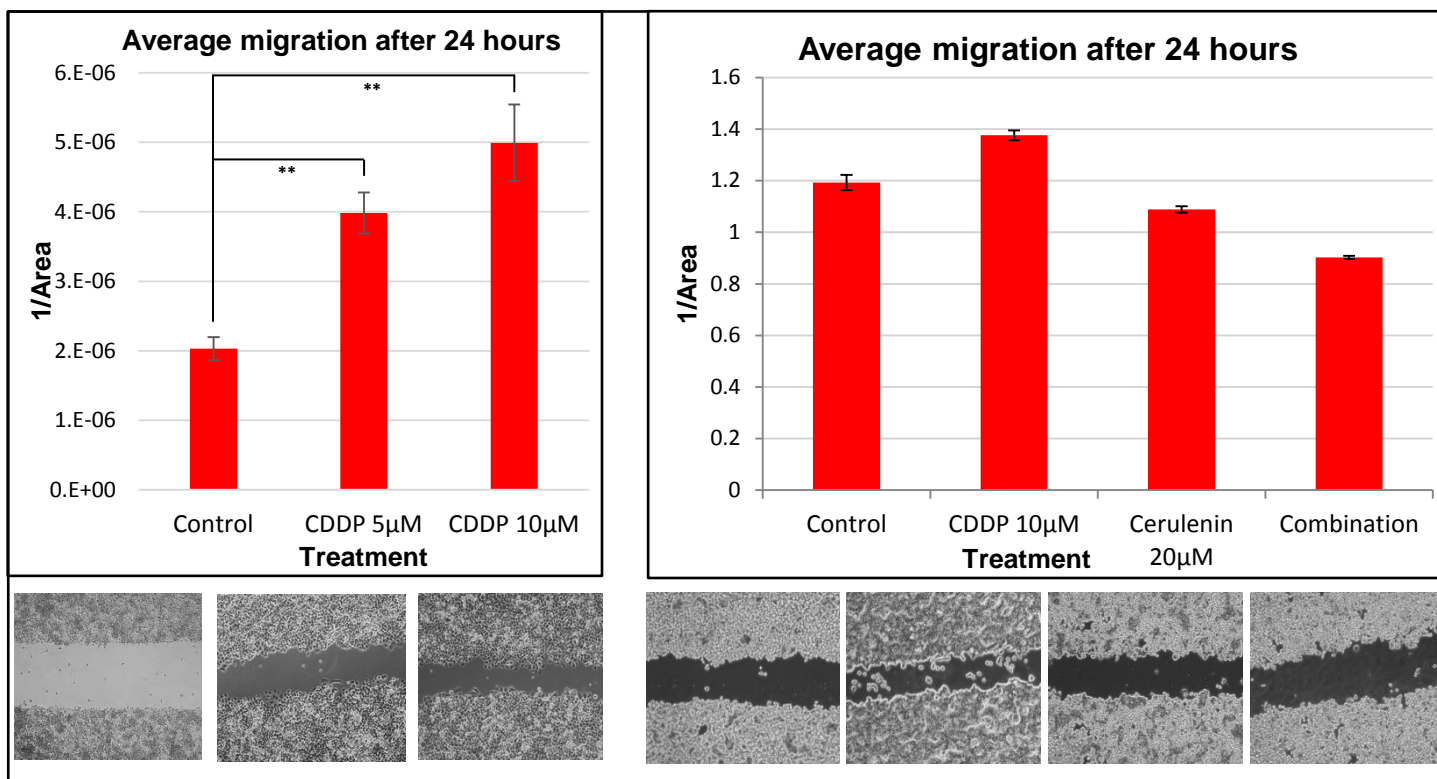 Average migration after 24 hours
6.E-06
5.E-06
4.E-06
3.E-06
2.E-06
1.E-06
0.E+00
1/Area
**
**
Control CDDP 5µM CDDP 10µM
Treatment
Average migration after 24 hours
1.6
1.4
1.2
1
0.8
0.6
0.4
0.2
0
1/Area
Control CDDP 10µM Cerulenin Combination
20µM
Treatment